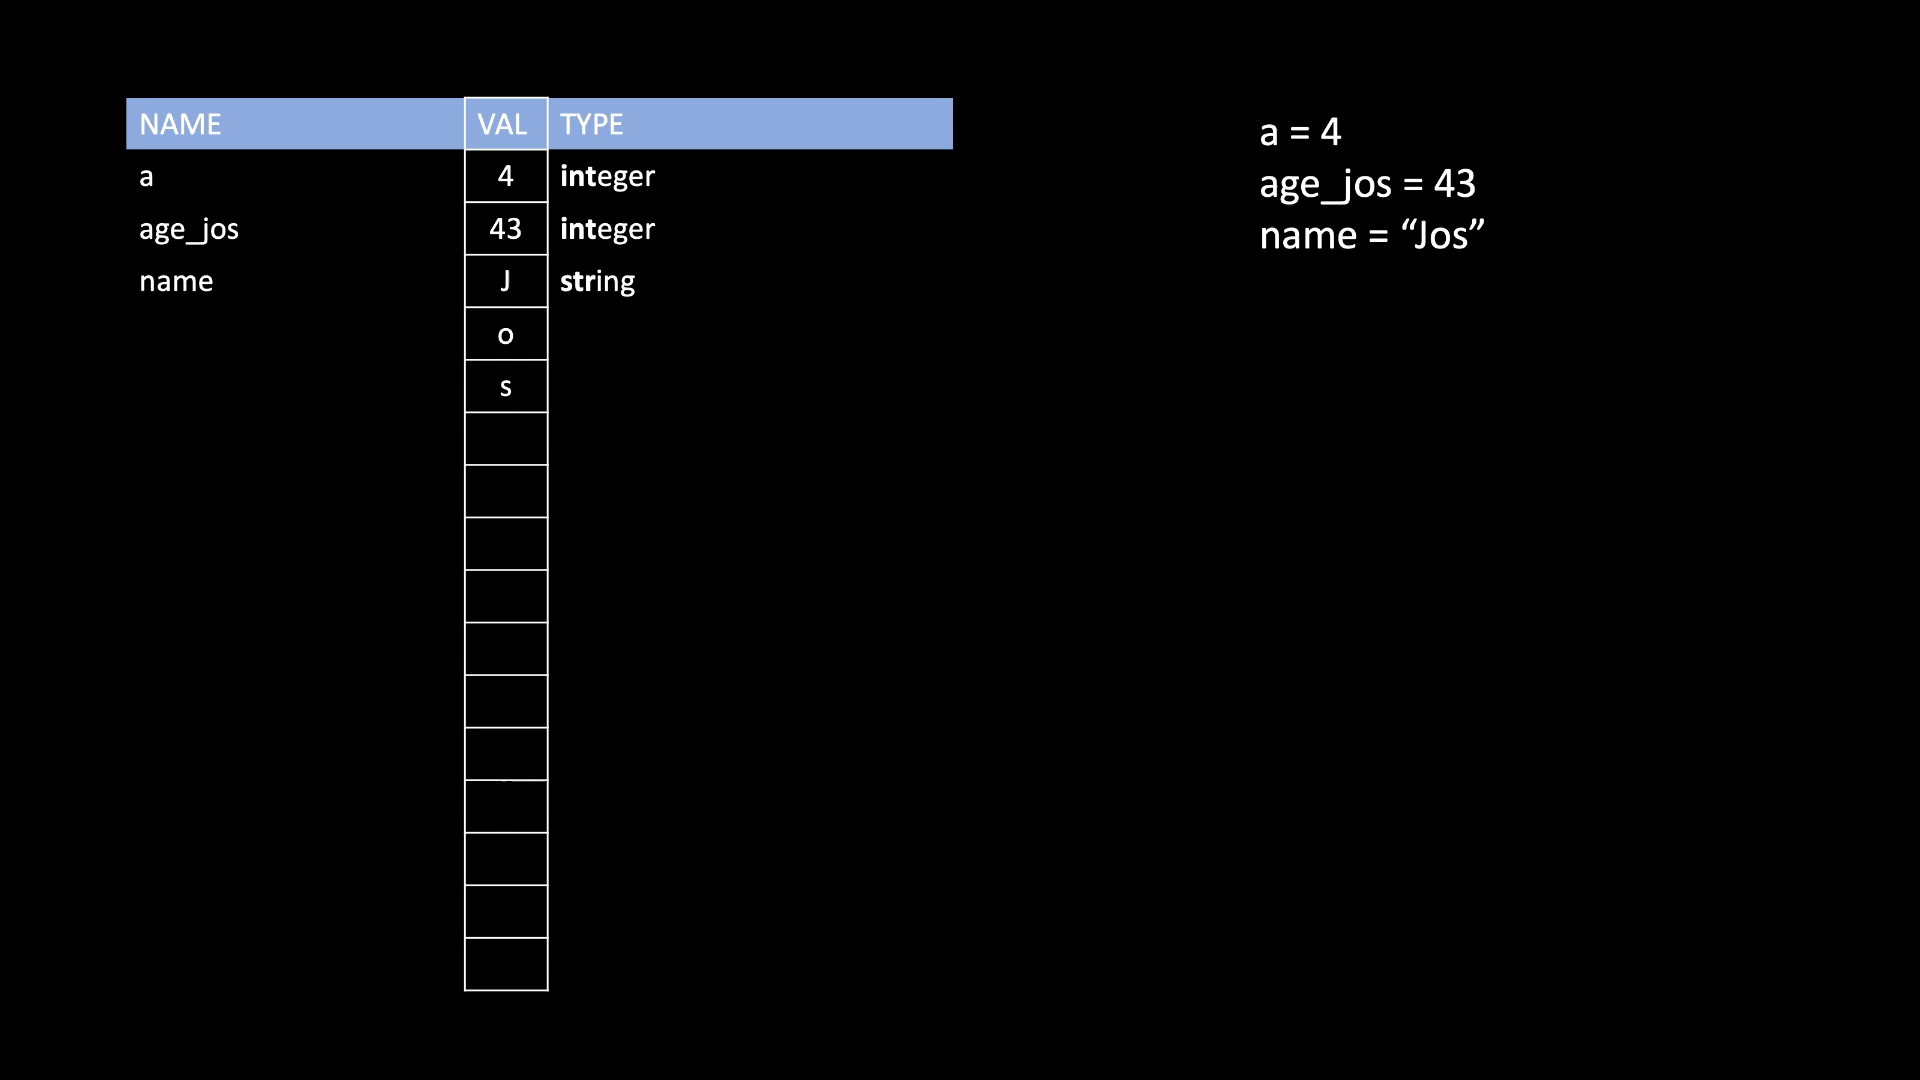 NAME VAL TYPE
a 4 integer
age_jos 43 integer
name J string
o
s
a = 4
age_jos = 43
name = “Jos”